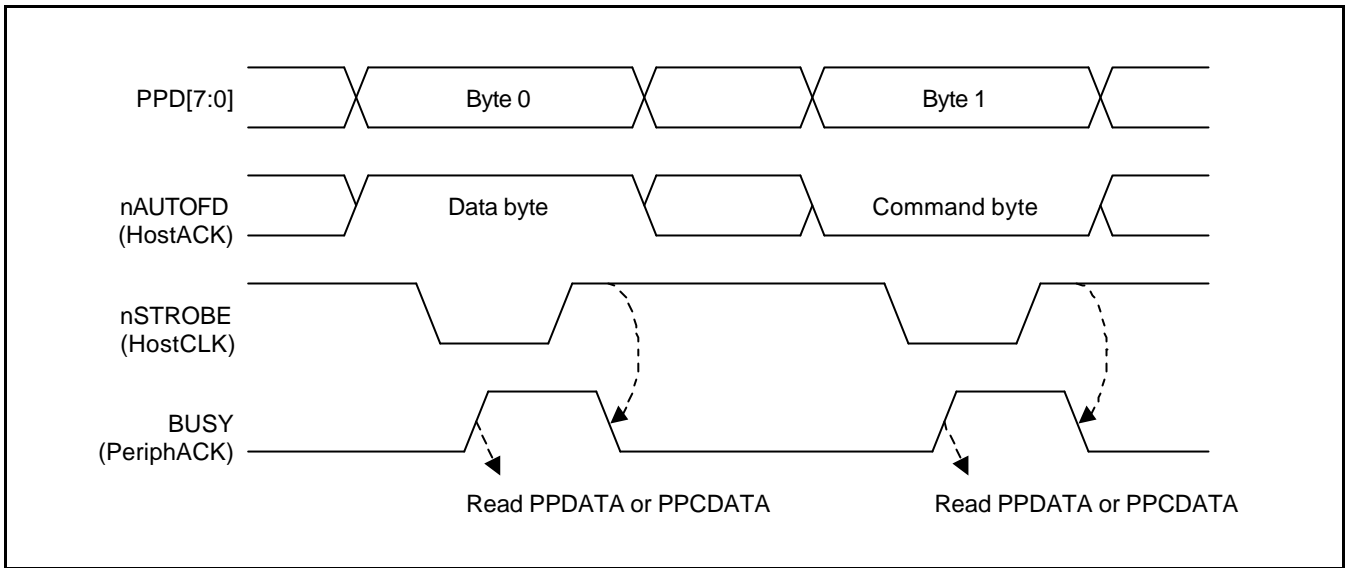 PPD[7:0]
Byte 0
Byte 1
nAUTOFD
(HostACK)
Data byte
Command byte
nSTROBE
(HostCLK)
BUSY
(PeriphACK)
Read PPDATA or PPCDATA
Read PPDATA or PPCDATA